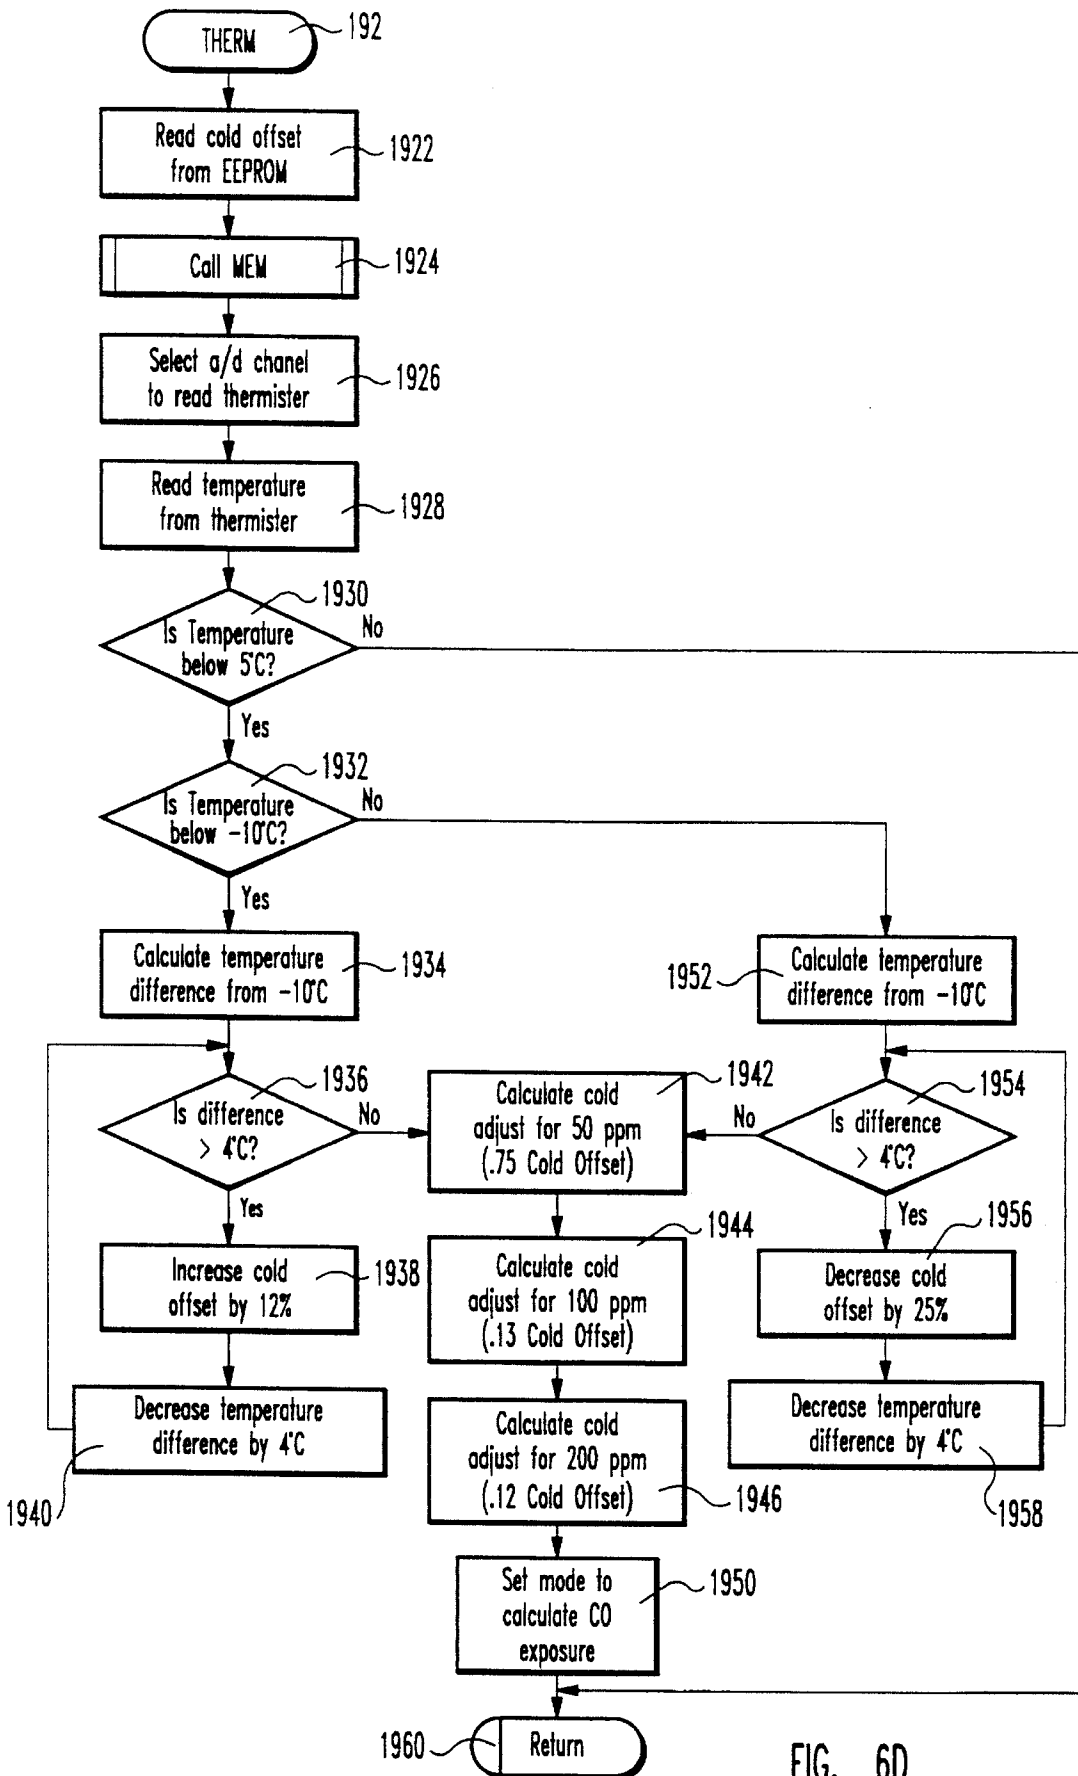 THERM
192
Read cold offset
from EEPROM
1922
Call MEM
1924
Select a/d chanel
to read thermister
1926
Read temperature
from thermister
1928
1930
Is Temperature
below 5°C?
No
Yes
1932
Is Temperature
below -10°C?
No
Yes
Calculate temperature
difference from -10°C
1934
1952
Calculate temperature
difference from -10°C
1936
Is difference
> 4°C?
No
Yes
Calculate cold
adjust for 50 ppm
(.75 Cold Offset)
1942
1954
Is difference
> 4°C?
No
Yes
Increase cold
offset by 12%
1938
Calculate cold
adjust for 100 ppm
(.13 Cold Offset)
1944
1956
Decrease cold
offset by 25%
Decrease temperature
difference by 4°C
1940
Calculate cold
adjust for 200 ppm
(.12 Cold Offset)
1946
Decrease temperature
difference by 4°C
1958
Set mode to
calculate CO
exposure
1950
1960
Return
FIG. 6D